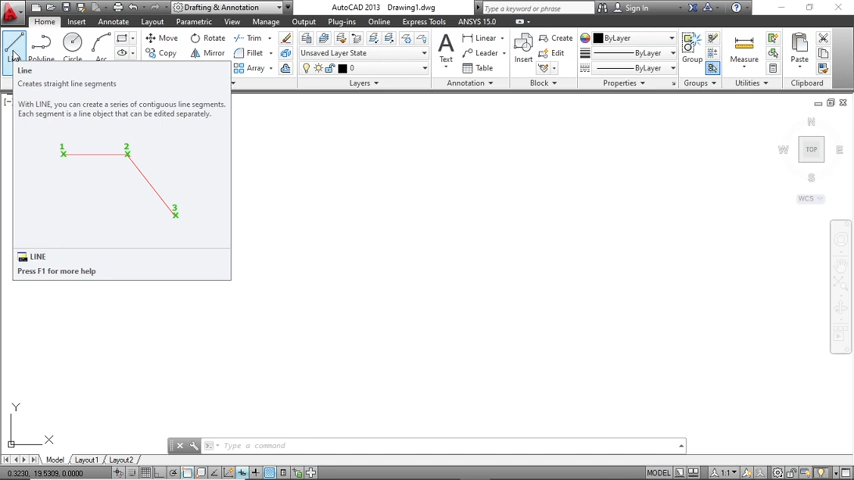 Drafting & Annotation
AutoCAD 2013 Drawing1.dwg
Type a keyword or phrase
Sign In
Home Insert Annotate Layout Parametric View Manage Output Plug-ins Online Express Tools ANSYS 15.0
Line Polyline Circle Arc
Move Rotate Trim
Copy Mirror Fillet
Array
Unsaved Layer State
0
Layers
Text
Linear
Leader
Table
Annotation
Insert
Create
Edit
Block
ByLayer
ByLayer
ByLayer
Properties
Group
Groups
Measure
Utilities
Paste
Clipboard
Line
Creates straight line segments
With LINE, you can create a series of contiguous line segments.
Each segment is a line object that can be edited separately.
1 2
3
LINE
Press F1 for more help
N
W TOP E
S
WCS
Y
X
Type a command
Model Layout1 Layout2
0.3230, 19.5309, 0.0000
MODEL
1:1